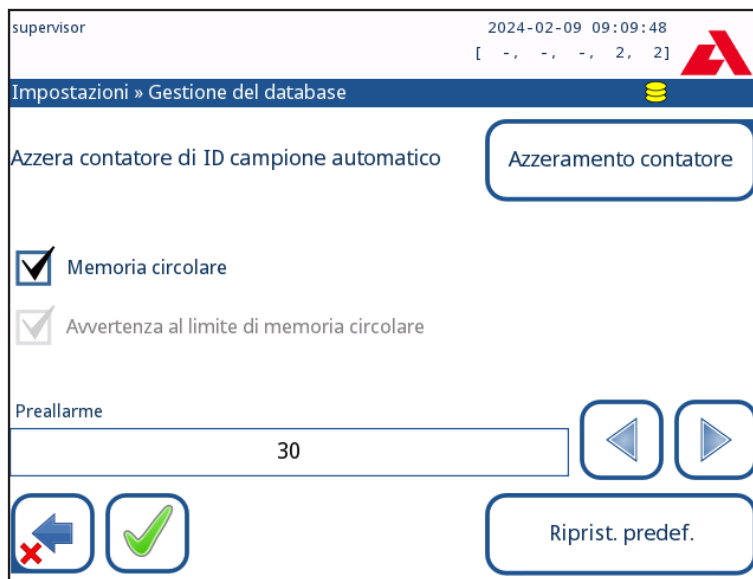 supervisor
2024-02-09 09:09:48
[ -, -, -, 2, 2]
Impostazioni » Gestione del database
Azzera contatore di ID campione automatico
Azzeramento contatore
Memoria circolare
Avvertenza al limite di memoria circolare
Preallarme
30
Riprist. predef.